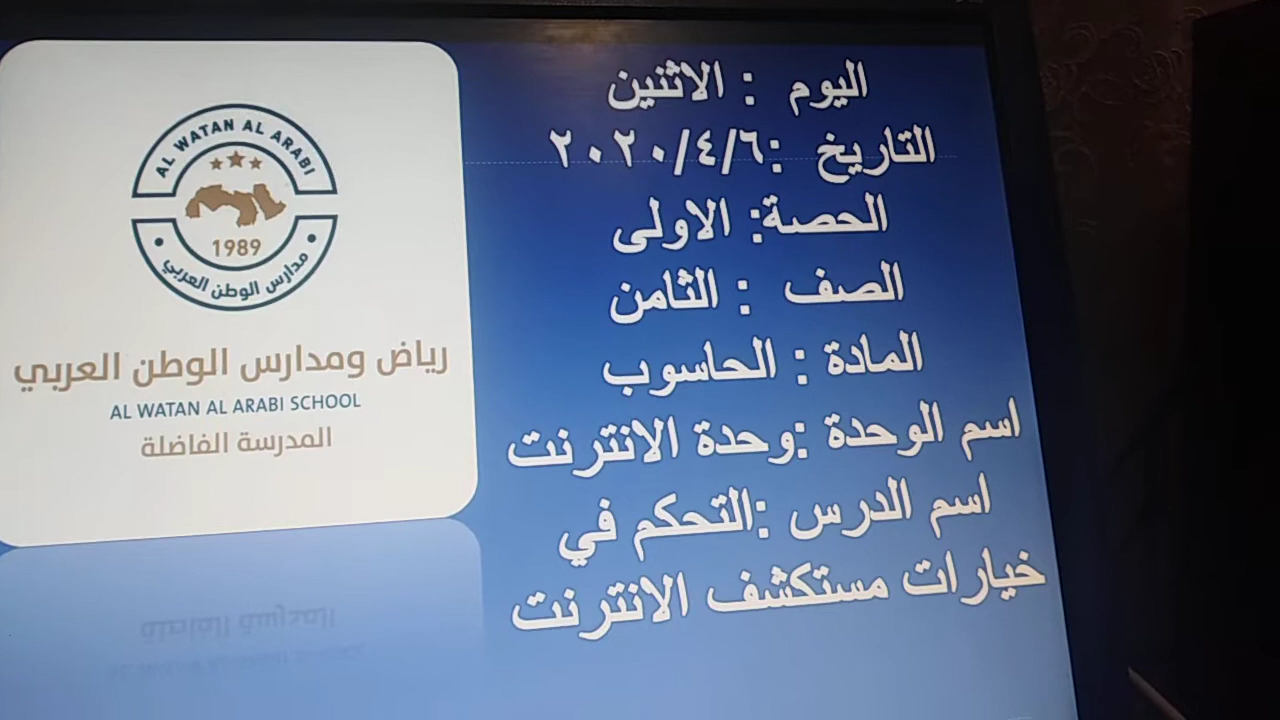 اليوم : الاثنين
التاريخ :٢٠٢٠/٤/٦
الحصة: الاولى
الصف : الثامن
المادة : الحاسوب
اسم الوحدة :وحدة الانترنت
اسم الدرس :التحكم في
خيارات مستكشف الانترنت
AL WATAN AL ARABI
1989
مدارس الوطن العربي
رياض ومدارس الوطن العربي
AL WATAN AL ARABI SCHOOL
المدرسة الفاضلة